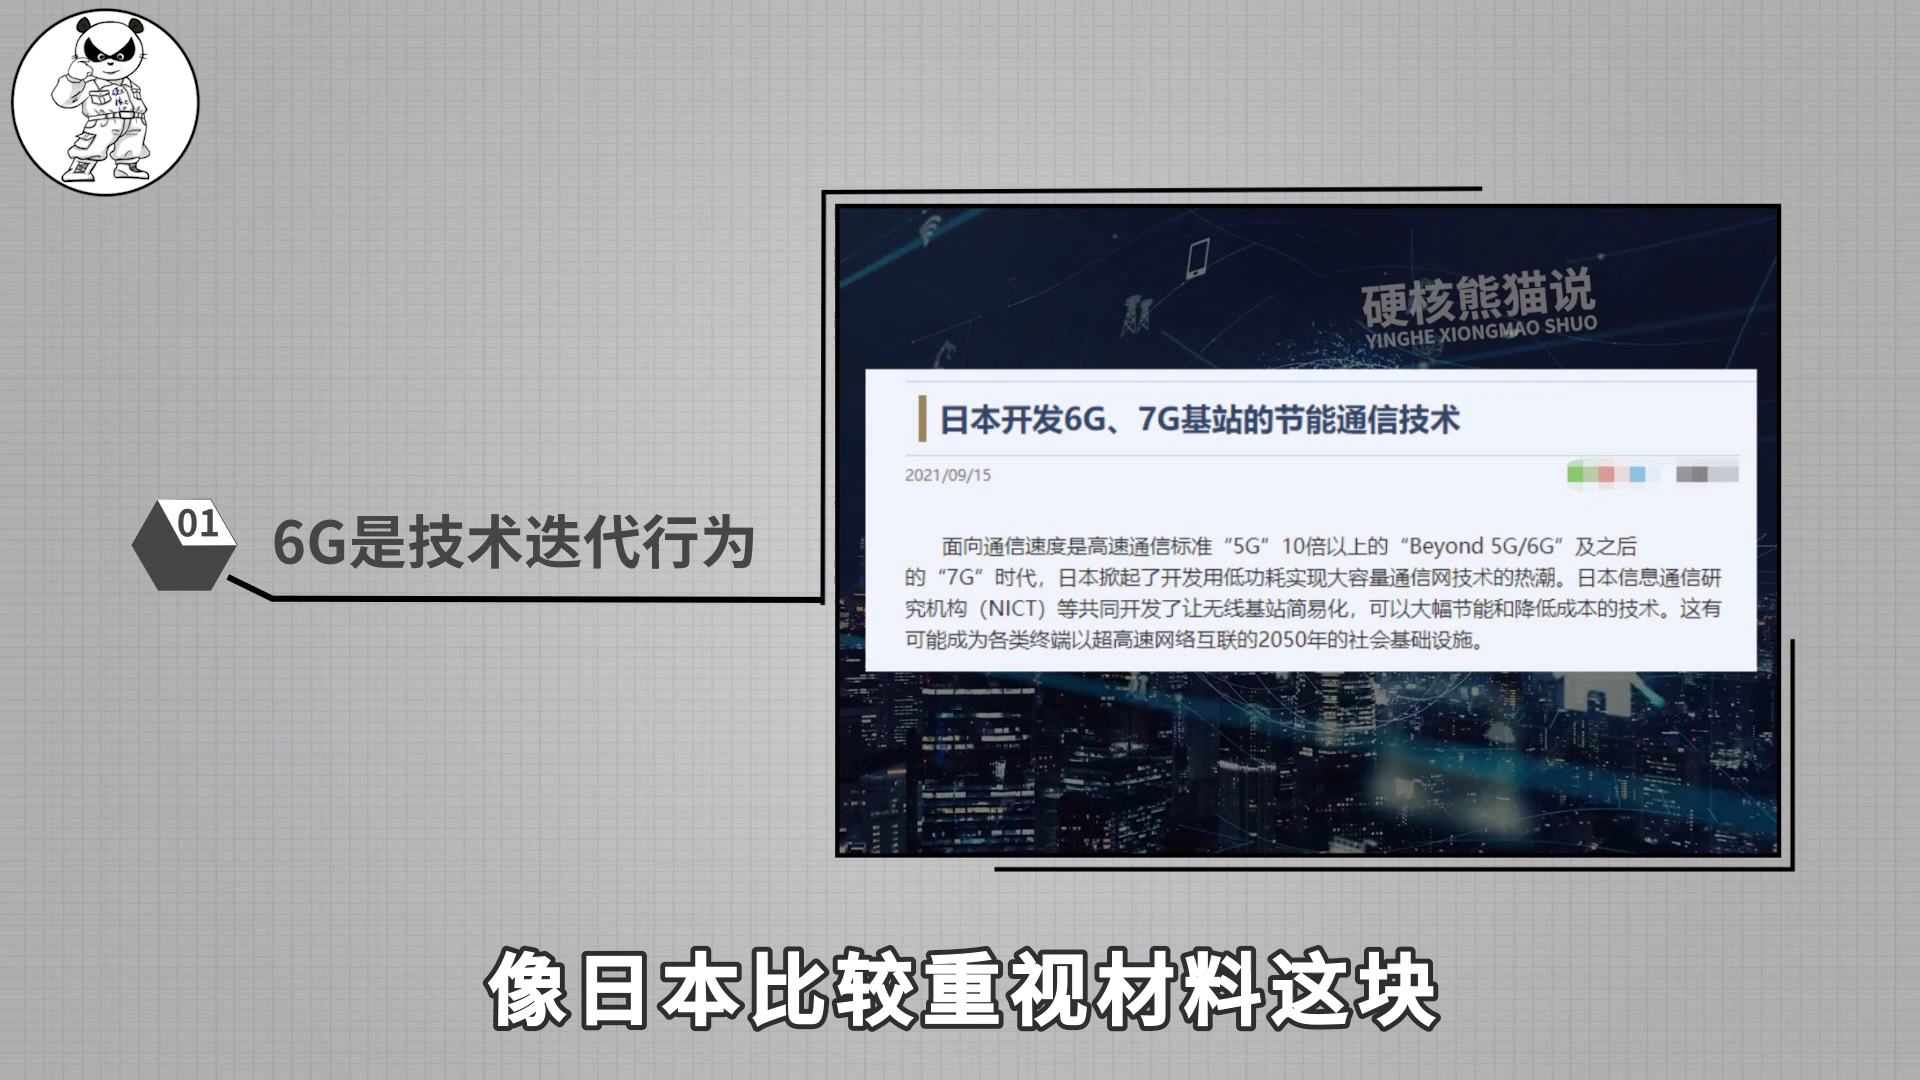 硬核熊猫说
YINGHE XIONGMAO SHUO
日本开发6G、7G基站的节能通信技术
2021/09/15
面向通信速度是高速通信标准“5G”10倍以上的“Beyond 5G/6G”及之后
的“7G”时代，日本掀起了开发用低功耗实现大容量通信网技术的热潮。日本信息通信研
究机构（NICT）等共同开发了让无线基站简易化，可以大幅节能和降低成本的技术。这有
可能成为各类终端以超高速网络互联的2050年的社会基础设施。
01
6G是技术迭代行为
像日本比较重视材料这块